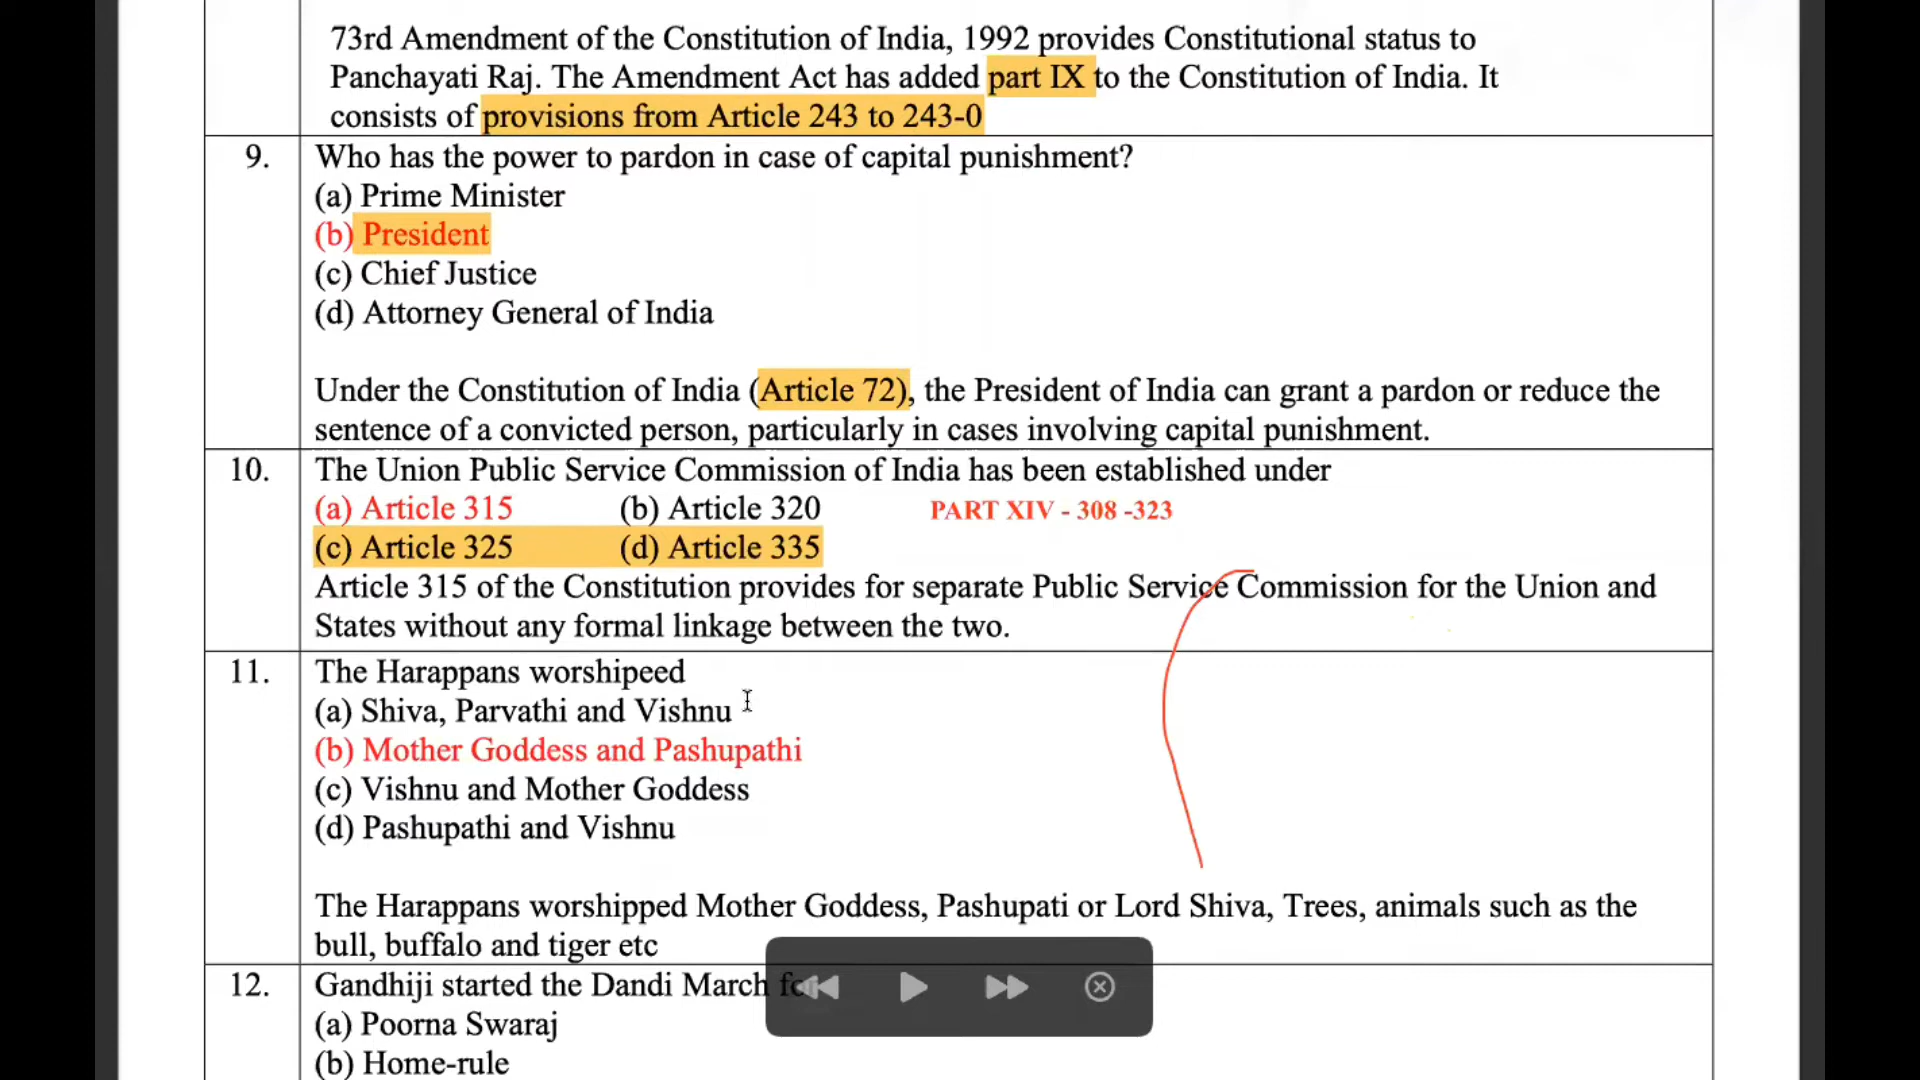 73rd Amendment of the Constitution of India, 1992 provides Constitutional status to
Panchayati Raj. The Amendment Act has added part IX to the Constitution of India. It
consists of provisions from Article 243 to 243-0
9. Who has the power to pardon in case of capital punishment?
(a) Prime Minister
(b) President
(c) Chief Justice
(d) Attorney General of India
Under the Constitution of India (Article 72), the President of India can grant a pardon or reduce the
sentence of a convicted person, particularly in cases involving capital punishment.
10. The Union Public Service Commission of India has been established under
(a) Article 315 (b) Article 320 PART XIV - 308 -323
(c) Article 325 (d) Article 335
Article 315 of the Constitution provides for separate Public Service Commission for the Union and
States without any formal linkage between the two.
11. The Harappans worshipeed
(a) Shiva, Parvathi and Vishnu
(b) Mother Goddess and Pashupathi
(c) Vishnu and Mother Goddess
(d) Pashupathi and Vishnu
The Harappans worshipped Mother Goddess, Pashupati or Lord Shiva, Trees, animals such as the
bull, buffalo and tiger etc
12. Gandhiji started the Dandi March
(a) Poorna Swaraj
(b) Home-rule